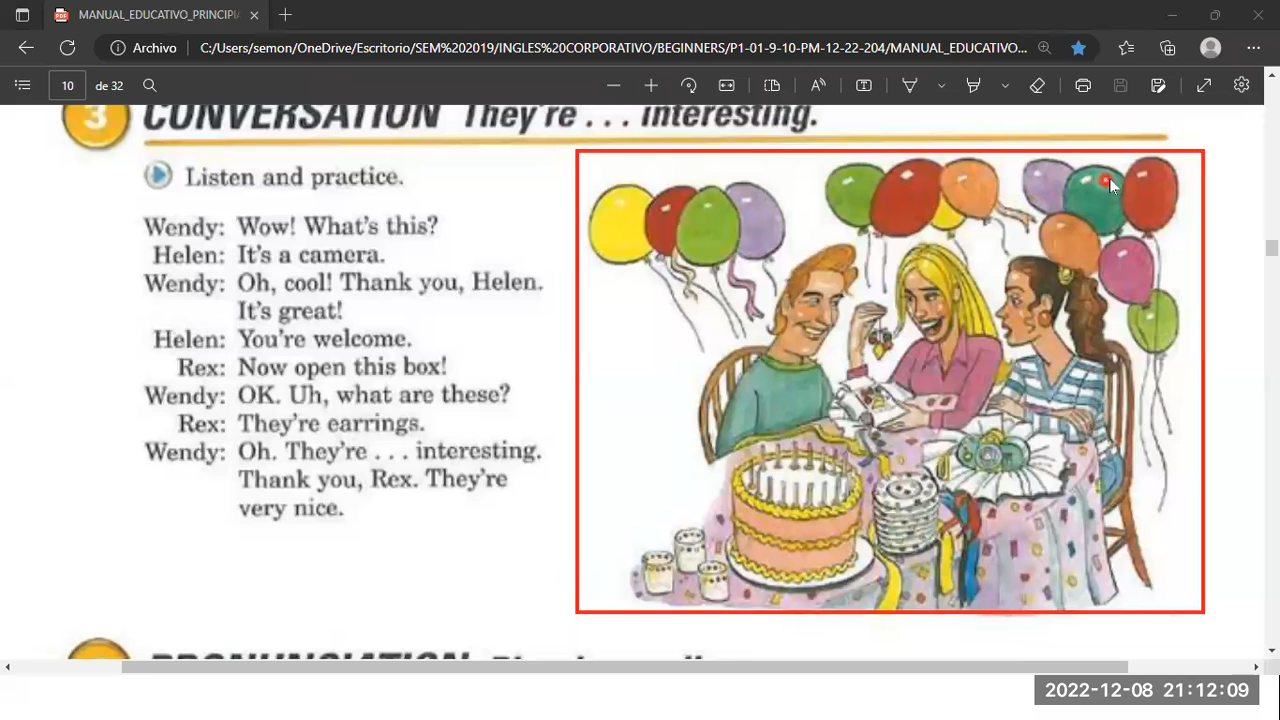 MANUAL_EDUCATIVO_PRINCIPI
Archivo
C:/Users/semon/OneDrive/Escritorio/SEM%202019/INGLES%20CORPORATIVO/BEGINNERS/P1-01-9-10-PM-12-22-204/MANUAL_EDUCATIVO...
10 de 32
3 CONVERSATION They're . . . interesting.
Listen and practice.
Wendy: Wow! What's this?
Helen: It's a camera.
Wendy: Oh, cool! Thank you, Helen.
It's great!
Helen: You're welcome.
Rex: Now open this box!
Wendy: OK. Uh, what are these?
Rex: They're earrings.
Wendy: Oh. They're . . . interesting.
Thank you, Rex. They're
very nice.
PRONUNCIATION
2022-12-08 21:12:09